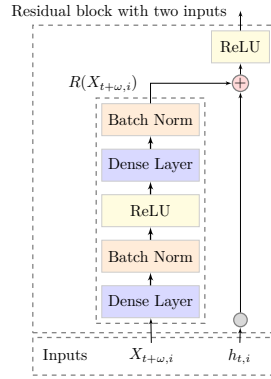 Residual block with two inputs
ReLU
R(X_{t+ω,i})
+
Batch Norm
Dense Layer
ReLU
Batch Norm
Dense Layer
Inputs X_{t+ω,i} h_{t,i}